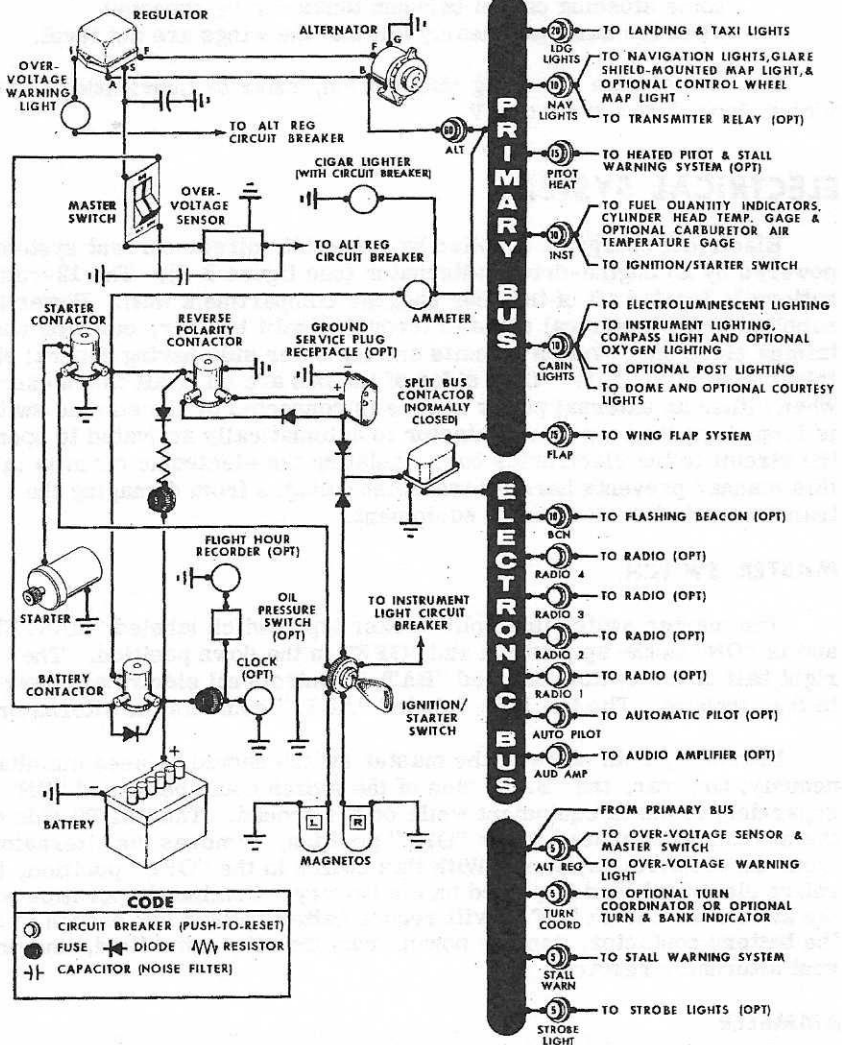 REGULATOR
I
F
S
OVER-
VOLTAGE
WARNING
LIGHT
TO ALT REG
CIRCUIT BREAKER
ALTERNATOR
G
F
B
60
ALT
CIGAR LIGHTER
(WITH CIRCUIT BREAKER)
MASTER
SWITCH
OVER-
VOLTAGE
SENSOR
TO ALT REG
CIRCUIT BREAKER
AMMETER
STARTER
CONTACTOR
REVERSE
POLARITY
CONTACTOR
GROUND
SERVICE PLUG
RECEPTACLE (OPT)
SPLIT BUS
CONTACTOR
(NORMALLY
CLOSED)
FLIGHT HOUR
RECORDER (OPT)
OIL
PRESSURE
SWITCH
(OPT)
STARTER
TO INSTRUMENT
LIGHT CIRCUIT
BREAKER
BATTERY
CONTACTOR
CLOCK (OPT)
IGNITION/
STARTER
SWITCH
+
BATTERY
L
R
MAGNETOS
CODE
CIRCUIT BREAKER (PUSH-TO-RESET)
FUSE DIODE RESISTOR
CAPACITOR (NOISE FILTER)
PRIMARY BUS
20
LDG
LIGHTS
TO LANDING & TAXI LIGHTS
10
NAV
LIGHTS
TO NAVIGATION LIGHTS, GLARE
SHIELD-MOUNTED MAP LIGHT, &
OPTIONAL CONTROL WHEEL
MAP LIGHT
TO TRANSMITTER RELAY (OPT)
15
PITOT
HEAT
TO HEATED PITOT & STALL
WARNING SYSTEM (OPT)
10
INST
TO FUEL QUANTITY INDICATORS,
CYLINDER HEAD TEMP. GAGE &
OPTIONAL CARBURETOR AIR
TEMPERATURE GAGE
TO IGNITION/STARTER SWITCH
10
CABIN
LIGHTS
TO ELECTROLUMINESCENT LIGHTING
TO INSTRUMENT LIGHTING,
COMPASS LIGHT AND OPTIONAL
OXYGEN LIGHTING
TO OPTIONAL POST LIGHTING
TO DOME AND OPTIONAL COURTESY
LIGHTS
15
FLAP
TO WING FLAP SYSTEM
ELECTRONIC BUS
10
BCN
TO FLASHING BEACON (OPT)
RADIO 4
TO RADIO (OPT)
RADIO 3
TO RADIO (OPT)
RADIO 2
TO RADIO (OPT)
RADIO 1
TO RADIO (OPT)
AUTO PILOT
TO AUTOMATIC PILOT (OPT)
AUD AMP
TO AUDIO AMPLIFIER (OPT)
FROM PRIMARY BUS
5
ALT REG
TO OVER-VOLTAGE SENSOR &
MASTER SWITCH
TO OVER-VOLTAGE WARNING
LIGHT
5
TURN
COORD
TO OPTIONAL TURN
COORDINATOR OR OPTIONAL
TURN & BANK INDICATOR
5
STALL
WARN
TO STALL WARNING SYSTEM
5
STROBE
LIGHT
TO STROBE LIGHTS (OPT)